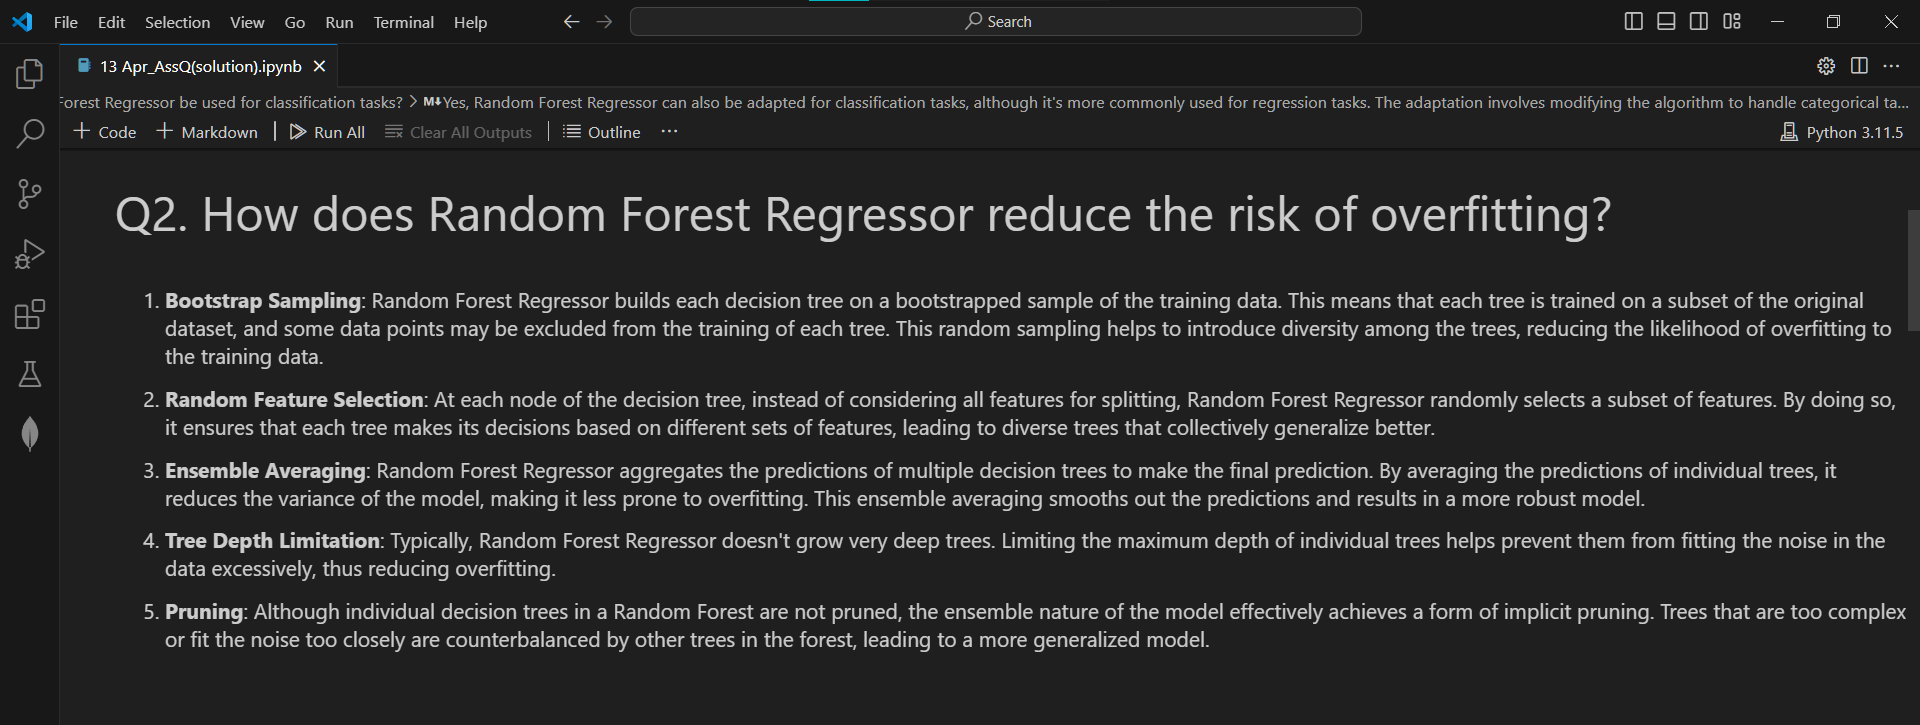 File Edit Selection View Go Run Terminal Help Search
13 Apr_AssQ(solution).ipynb
Forest Regressor be used for classification tasks? > M↓Yes, Random Forest Regressor can also be adapted for classification tasks, although it's more commonly used for regression tasks. The adaptation involves modifying the algorithm to handle categorical ta...
+ Code + Markdown Run All Clear All Outputs Outline ... Python 3.11.5
Q2. How does Random Forest Regressor reduce the risk of overfitting?
1. Bootstrap Sampling: Random Forest Regressor builds each decision tree on a bootstrapped sample of the training data. This means that each tree is trained on a subset of the original
dataset, and some data points may be excluded from the training of each tree. This random sampling helps to introduce diversity among the trees, reducing the likelihood of overfitting to
the training data.
2. Random Feature Selection: At each node of the decision tree, instead of considering all features for splitting, Random Forest Regressor randomly selects a subset of features. By doing so,
it ensures that each tree makes its decisions based on different sets of features, leading to diverse trees that collectively generalize better.
3. Ensemble Averaging: Random Forest Regressor aggregates the predictions of multiple decision trees to make the final prediction. By averaging the predictions of individual trees, it
reduces the variance of the model, making it less prone to overfitting. This ensemble averaging smooths out the predictions and results in a more robust model.
4. Tree Depth Limitation: Typically, Random Forest Regressor doesn't grow very deep trees. Limiting the maximum depth of individual trees helps prevent them from fitting the noise in the
data excessively, thus reducing overfitting.
5. Pruning: Although individual decision trees in a Random Forest are not pruned, the ensemble nature of the model effectively achieves a form of implicit pruning. Trees that are too complex
or fit the noise too closely are counterbalanced by other trees in the forest, leading to a more generalized model.